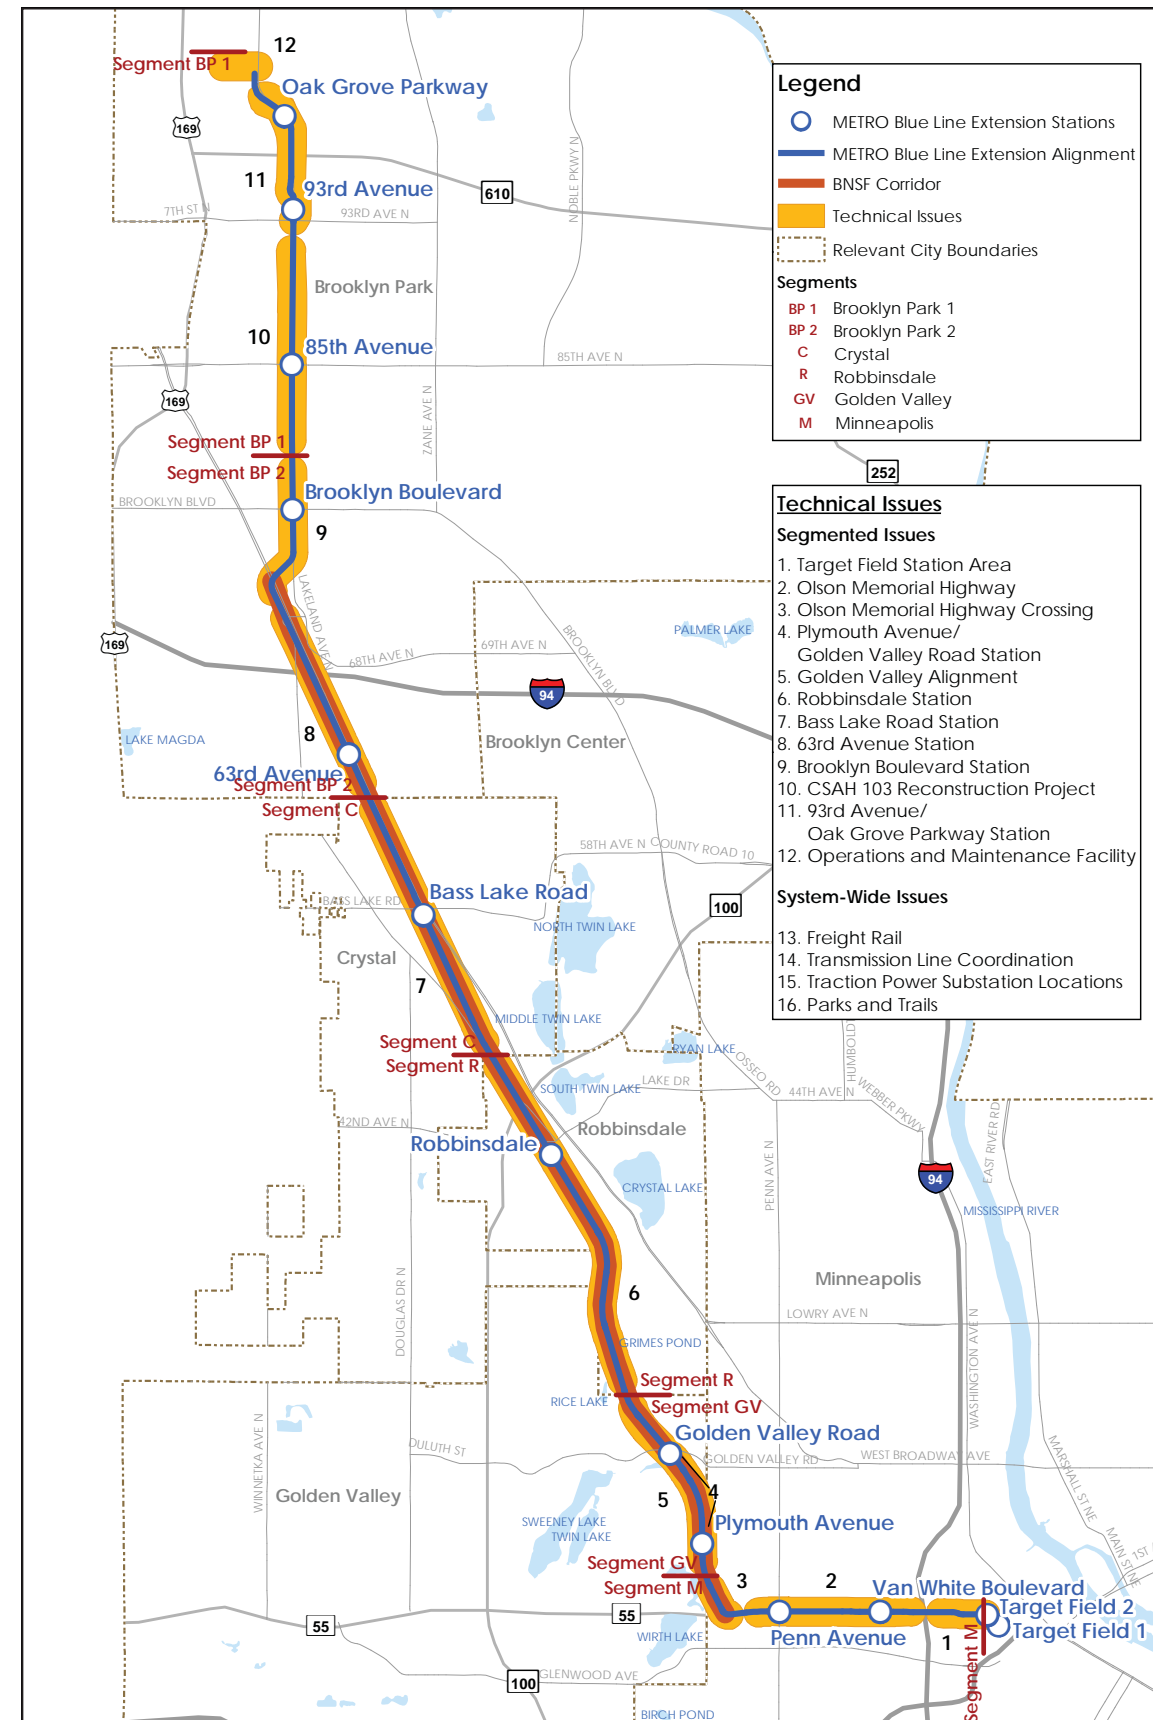 12
Segment BP 1
Oak Grove Parkway
169
11
93rd Avenue
7TH ST N
93RD AVE N
610
NOBLE PKWY N
Brooklyn Park
10
85th Avenue
85TH AVE N
169
ZANE AVE N
Segment BP 1
Segment BP 2
252
BROOKLYN BLVD
Brooklyn Boulevard
9
LAKELAND AVE N
169
68TH AVE N
69TH AVE N
BROOKLYN BLVD
PALMER LAKE
94
LAKE MAGDA
8
Brooklyn Center
63rd Avenue
Segment BP 2
Segment C
58TH AVE N
COUNTY ROAD 10
BASS LAKE RD
Bass Lake Road
100
NORTH TWIN LAKE
Crystal
7
MIDDLE TWIN LAKE
Segment C
Segment R
RYAN LAKE
OSSEO RD
HUMBOLDT
SOUTH TWIN LAKE
LAKE DR
44TH AVE N
WEBBER PKWY
EAST RIVER RD
42ND AVE N
Robbinsdale
Robbinsdale
PENN AVE N
94
CRYSTAL LAKE
MISSISSIPPI RIVER
Minneapolis
6
DOUGLAS DR N
LOWRY AVE N
WASHINGTON AVE N
GRIMES POND
Segment R
RICE LAKE
Segment GV
Golden Valley Road
WINNETKA AVE N
DULUTH ST
GOLDEN VALLEY RD
WEST BROADWAY AVE
MARSHALL ST NE
Golden Valley
5
4
SWEENEY LAKE
TWIN LAKE
Plymouth Avenue
MAIN ST NE
1ST
Segment GV
Segment M
3
2
Van White Boulevard
Target Field 2
Target Field 1
55
55
WIRTH LAKE
Penn Avenue
1
Segment M
100
GLENWOOD AVE
BIRCH POND
Legend
METRO Blue Line Extension Stations
METRO Blue Line Extension Alignment
BNSF Corridor
Technical Issues
Relevant City Boundaries
Segments
BP 1 Brooklyn Park 1
BP 2 Brooklyn Park 2
C Crystal
R Robbinsdale
GV Golden Valley
M Minneapolis
Technical Issues
Segmented Issues
1. Target Field Station Area
2. Olson Memorial Highway
3. Olson Memorial Highway Crossing
4. Plymouth Avenue/
Golden Valley Road Station
5. Golden Valley Alignment
6. Robbinsdale Station
7. Bass Lake Road Station
8. 63rd Avenue Station
9. Brooklyn Boulevard Station
10. CSAH 103 Reconstruction Project
11. 93rd Avenue/
Oak Grove Parkway Station
12. Operations and Maintenance Facility
System-Wide Issues
13. Freight Rail
14. Transmission Line Coordination
15. Traction Power Substation Locations
16. Parks and Trails